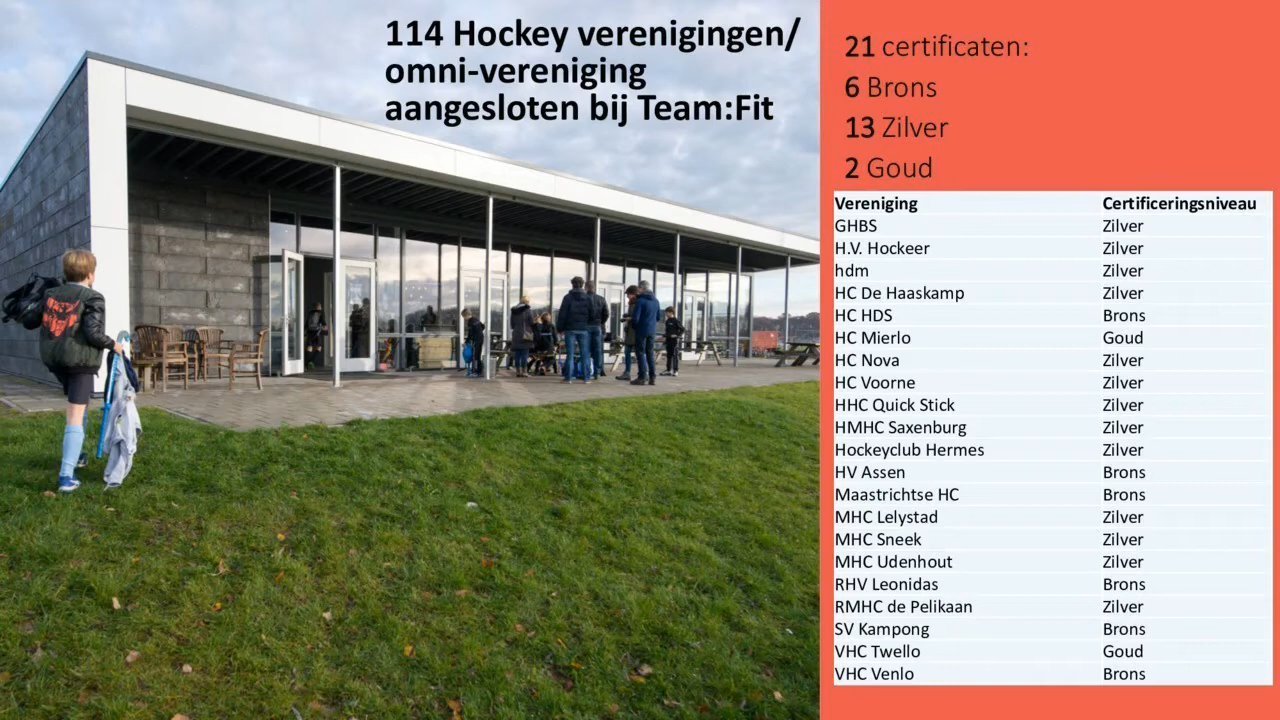 114 Hockey verenigingen/
omni-vereniging
aangesloten bij Team:Fit
21 certificaten:
6 Brons
13 Zilver
2 Goud
Vereniging Certificeringsniveau
GHBS Zilver
H.V. Hockeer Zilver
hdm Zilver
HC De Haaskamp Zilver
HC HDS Brons
HC Mierlo Goud
HC Nova Zilver
HC Voorne Zilver
HHC Quick Stick Zilver
HMHC Saxenburg Zilver
Hockeyclub Hermes Zilver
HV Assen Brons
Maastrichtse HC Brons
MHC Lelystad Zilver
MHC Sneek Zilver
MHC Udenhout Zilver
RHV Leonidas Brons
RMHC de Pelikaan Zilver
SV Kampong Brons
VHC Twello Goud
VHC Venlo Brons